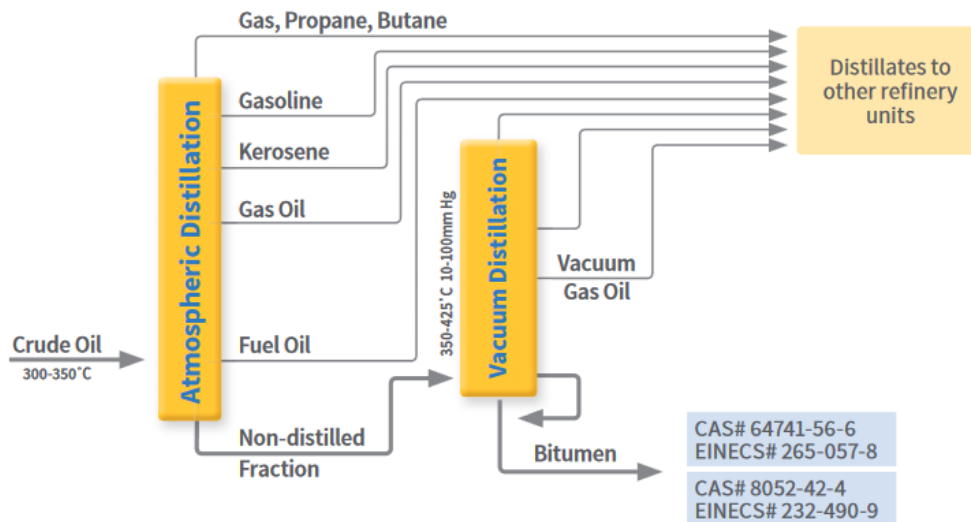 Gas, Propane, Butane
Gasoline
Kerosene
Gas Oil
Fuel Oil
Crude Oil
300-350˚C
Atmospheric Distillation
Non-distilled
Fraction
350-425˚C 10-100mm Hg
Vacuum Distillation
Vacuum
Gas Oil
Bitumen
Distillates to
other refinery
units
CAS# 64741-56-6
EINECS# 265-057-8
CAS# 8052-42-4
EINECS# 232-490-9